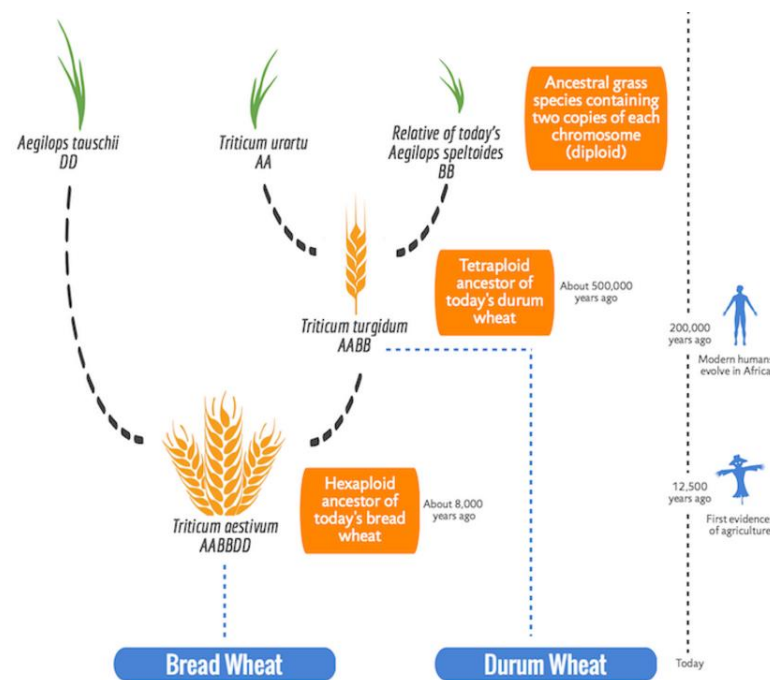 Aegilops tauschii
DD
Triticum urartu
AA
Relative of today's
Aegilops speltoides
BB
Ancestral grass
species containing
two copies of each
chromosome
(diploid)
Triticum turgidum
AABB
Tetraploid
ancestor of
today's durum
wheat
About 500,000
years ago
200,000
years ago
Modern humans
evolve in Africa
Triticum aestivum
AABBDD
Hexaploid
ancestor of
today's bread
wheat
About 8,000
years ago
12,500
years ago
First evidence
of agriculture
Bread Wheat
Durum Wheat
Today